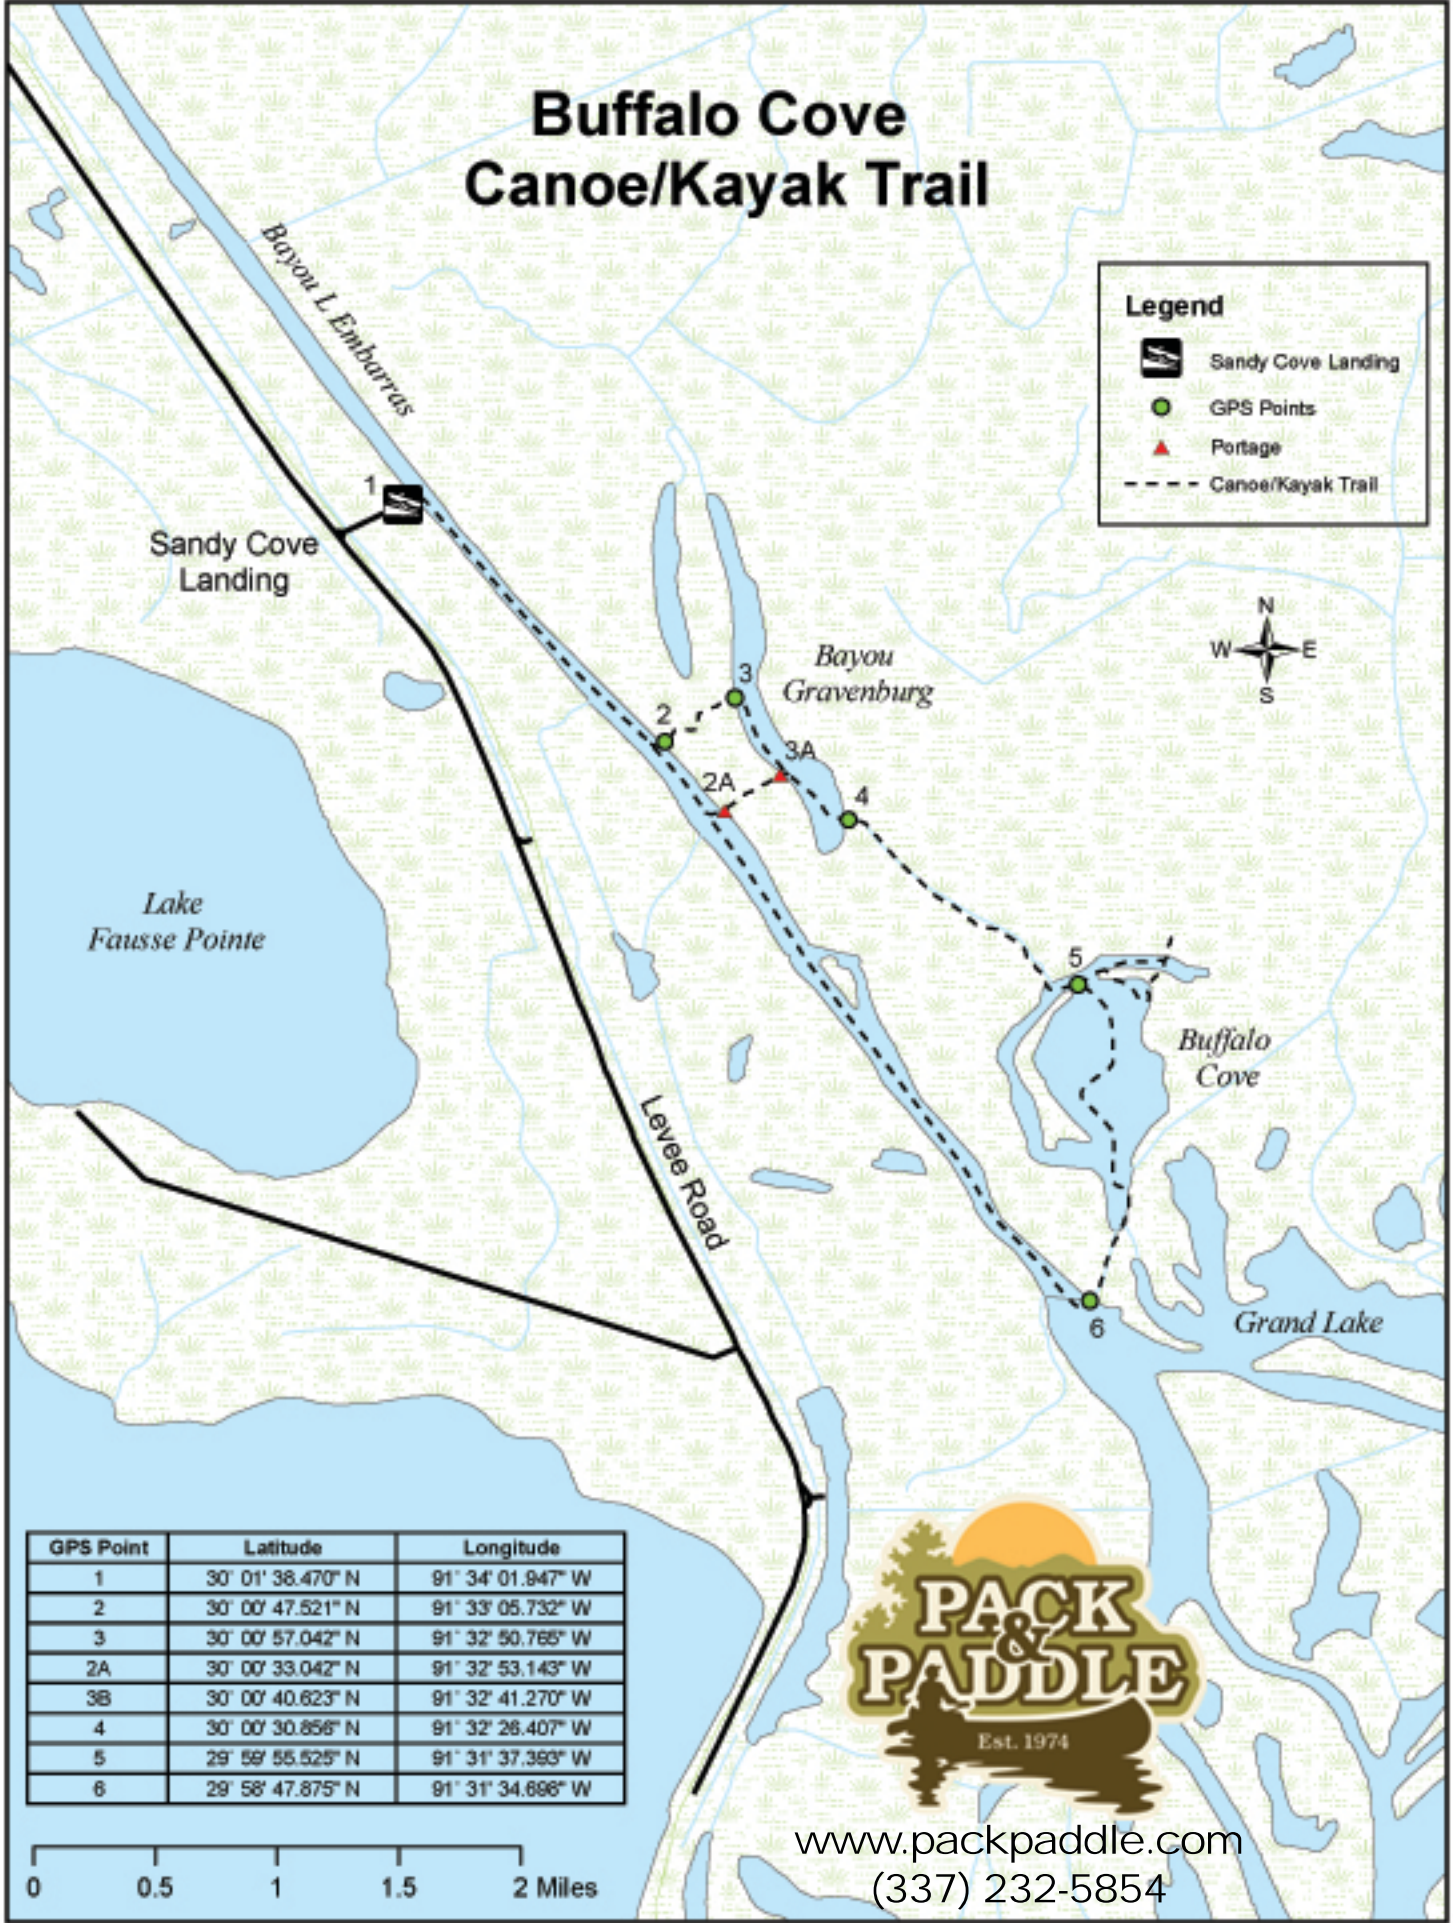 Buffalo Cove
Canoe/Kayak Trail
Bayou L Embarras
Legend
Sandy Cove Landing
GPS Points
Portage
Canoe/Kayak Trail
1
Sandy Cove
Landing
N
W E
S
Bayou
Gravenburg
3
2
3A
2A
4
Lake
Fausse Pointe
5
Buffalo
Cove
Levee Road
6
Grand Lake
GPS Point Latitude Longitude
1 30° 01' 38.470" N 91° 34' 01.947" W
2 30° 00' 47.521" N 91° 33' 05.732" W
3 30° 00' 57.042" N 91° 32' 50.765" W
2A 30° 00' 33.042" N 91° 32' 53.143" W
3B 30° 00' 40.623" N 91° 32' 41.270" W
4 30° 00' 30.856" N 91° 32' 26.407" W
5 29° 59' 55.525" N 91° 31' 37.393" W
6 29° 58' 47.875" N 91° 31' 34.698" W
0 0.5 1 1.5 2 Miles
PACK
&
PADDLE
Est. 1974
www.packpaddle.com
(337) 232-5854